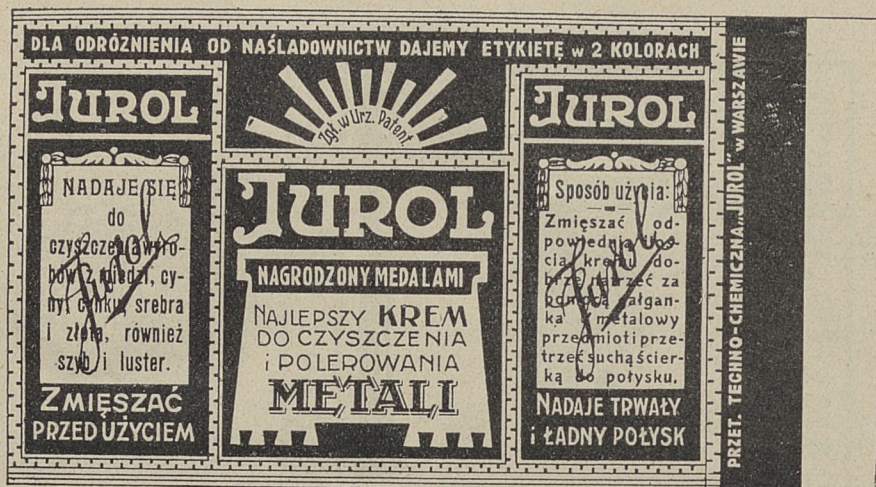 DLA ODRÓŻNIENIA OD NAŚLADOWNICTW DAJEMY ETYKIETĘ w 2 KOLORACH
JUROL
NADAJE SIĘ
do
czyszczenia wyro-
bów z miedzi, cy-
ny, cynku, srebra
i złota, również
szyb i luster.
Jurol
ZMIĘSZAĆ
PRZED UŻYCIEM
Zgł. w Urz. Patent.
JUROL
NAGRODZONY MEDALAMI
NAJLEPSZY KREM
DO CZYSZCZENIA
i POLEROWANIA
METALI
JUROL
Sposób użycia:
Zmięszać od-
powiednią iloś-
cią kremu do-
brze natrzeć za
pomocą gałgan-
ka metalowy
przedmiot i prze-
trzeć suchą ścier-
ką do połysku.
Jurol
NADAJE TRWAŁY
i ŁADNY POŁYSK
PRZET. TECHNO-CHEMICZNA „JUROL" w WARSZAWIE